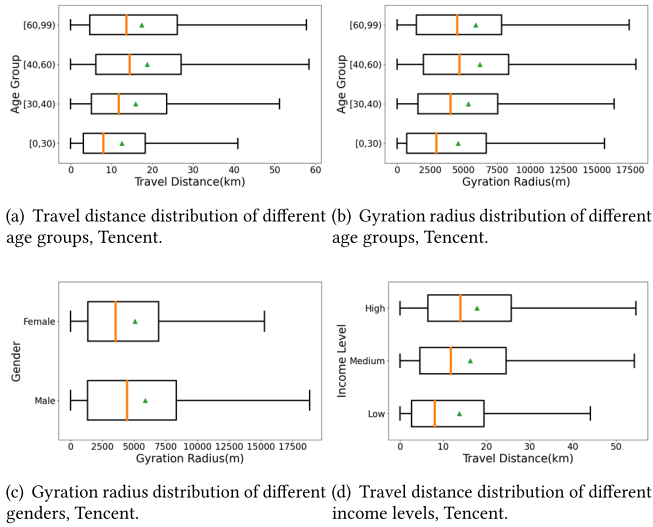 [60,99)
[40,60)
[30,40)
[0,30)
Age Group
0 10 20 30 40 50 60
Travel Distance(km)
[60,99)
[40,60)
[30,40)
[0,30)
Age Group
0 2500 5000 7500 10000 12500 15000 17500
Gyration Radius(m)
(a) Travel distance distribution of different
age groups, Tencent.
(b) Gyration radius distribution of different
age groups, Tencent.
Female
Male
Gender
0 2500 5000 7500 10000 12500 15000 17500
Gyration Radius(m)
High
Medium
Low
Income Level
0 10 20 30 40 50
Travel Distance(km)
(c) Gyration radius distribution of different
genders, Tencent.
(d) Travel distance distribution of different
income levels, Tencent.